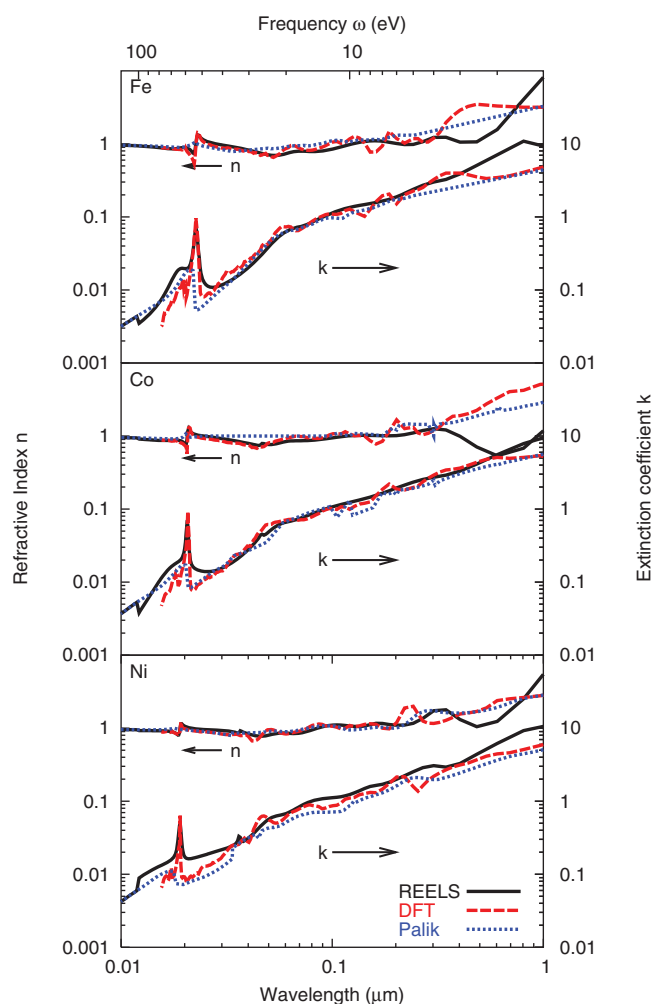 Frequency ω (eV)
100 10
Fe
1 10
n
0.1 1
k
0.01 0.1
0.001 0.01
Co
1 10
n
0.1 1
k
0.01 0.1
0.001 0.01
Ni
1 10
n
0.1 1
k
0.01 0.1
REELS
DFT
Palik
0.001 0.01
0.01 0.1 1
Wavelength (μm)
Refractive Index n
Extinction coefficient k